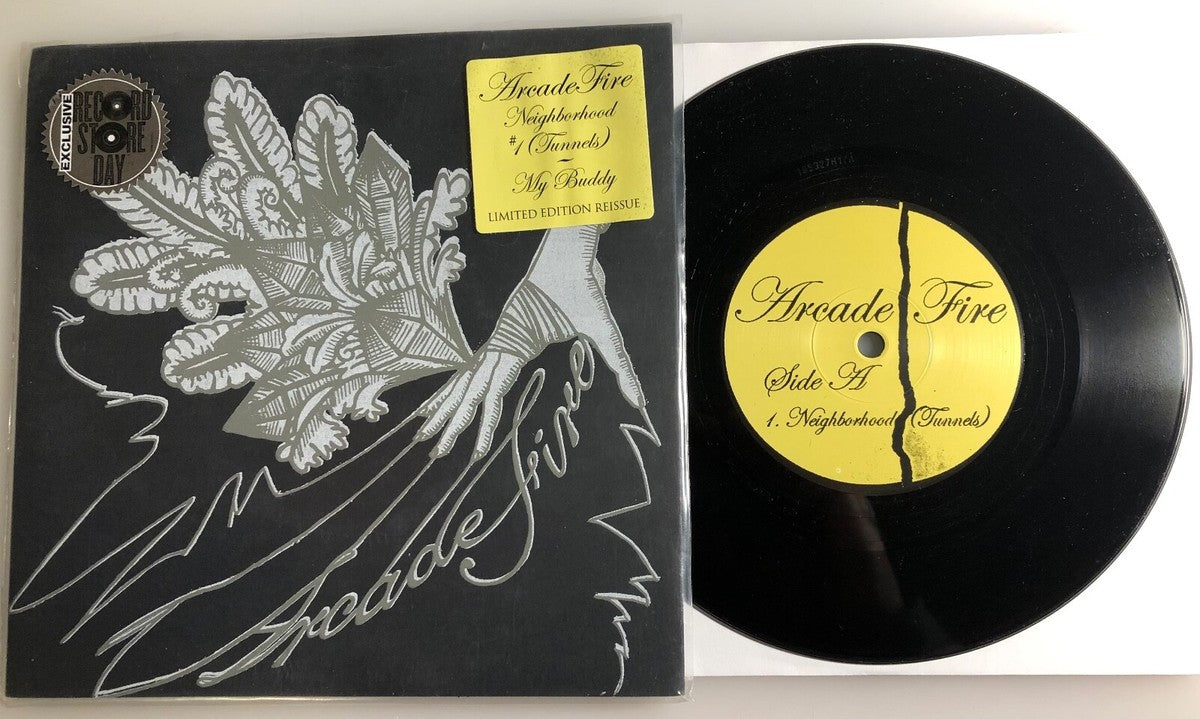 EXCLUSIVE
RECORD
STORE
DAY
Arcade Fire
Neighborhood
#1 (Tunnels)
~
My Buddy
LIMITED EDITION REISSUE
Arcade Fire
Arcade Fire
Side A
1. Neighborhood (Tunnels)